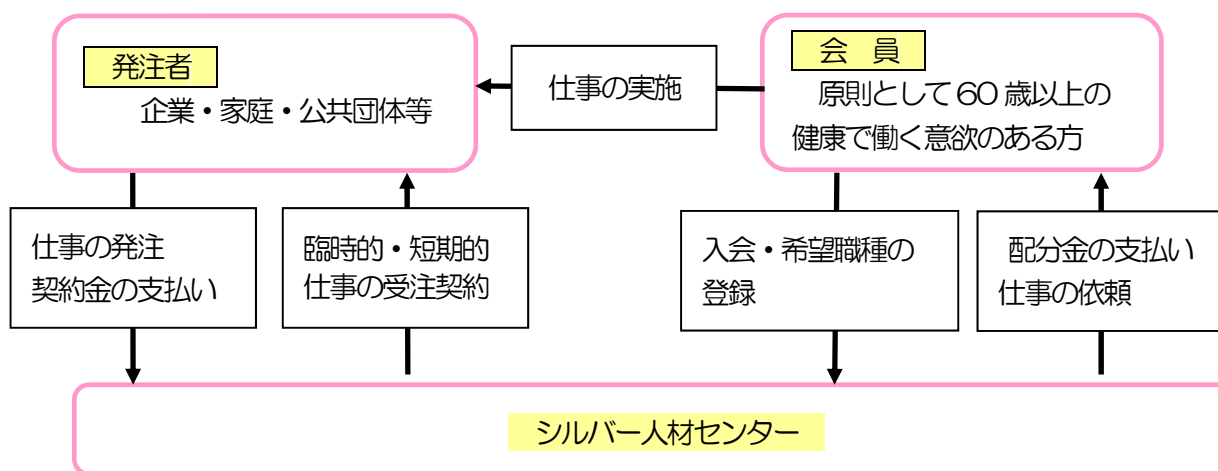 発注者
企業・家庭・公共団体等
仕事の実施
会　員
原則として60歳以上の
健康で働く意欲のある方
仕事の発注
契約金の支払い
臨時的・短期的
仕事の受注契約
入会・希望職種の
登録
配分金の支払い
仕事の依頼
シルバー人材センター